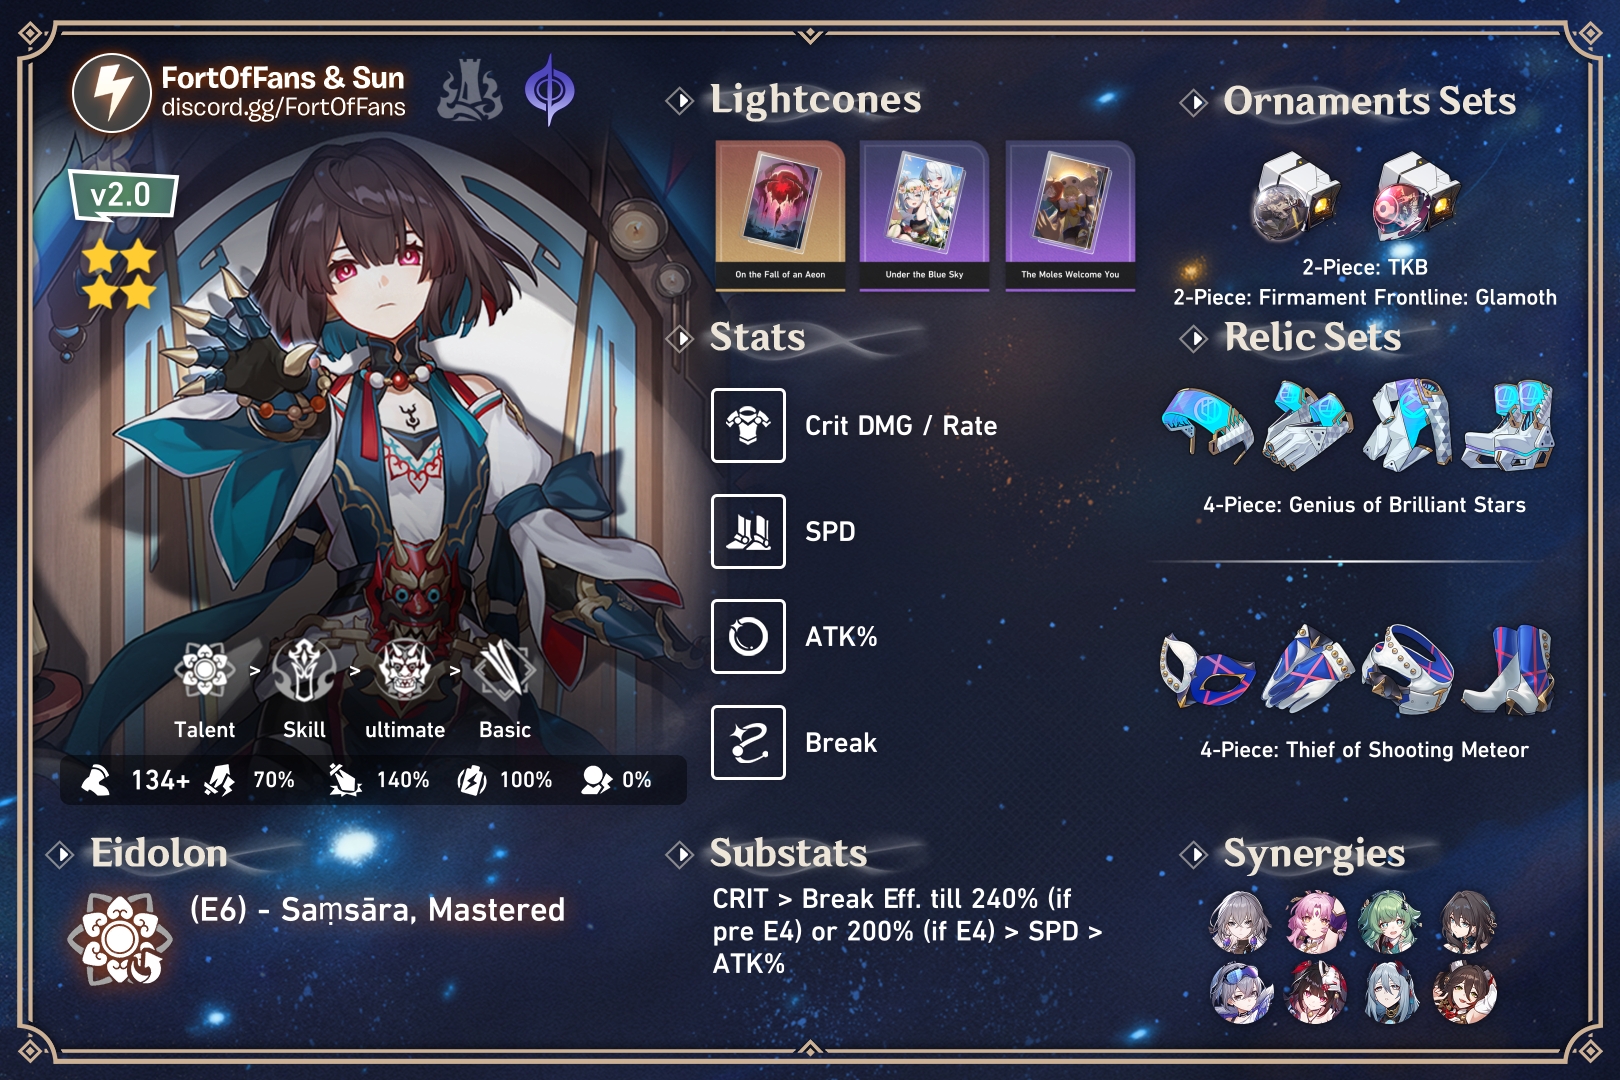 FortOfFans & Sun
discord.gg/FortOfFans
v2.0
Talent > Skill > ultimate > Basic
134+ 70% 140% 100% 0%
Eidolon
(E6) - Saṃsāra, Mastered
Lightcones
On the Fall of an Aeon
Under the Blue Sky
The Moles Welcome You
Stats
Crit DMG / Rate
SPD
ATK%
Break
Substats
CRIT > Break Eff. till 240% (if
pre E4) or 200% (if E4) > SPD >
ATK%
Ornaments Sets
2-Piece: TKB
2-Piece: Firmament Frontline: Glamoth
Relic Sets
4-Piece: Genius of Brilliant Stars
4-Piece: Thief of Shooting Meteor
Synergies